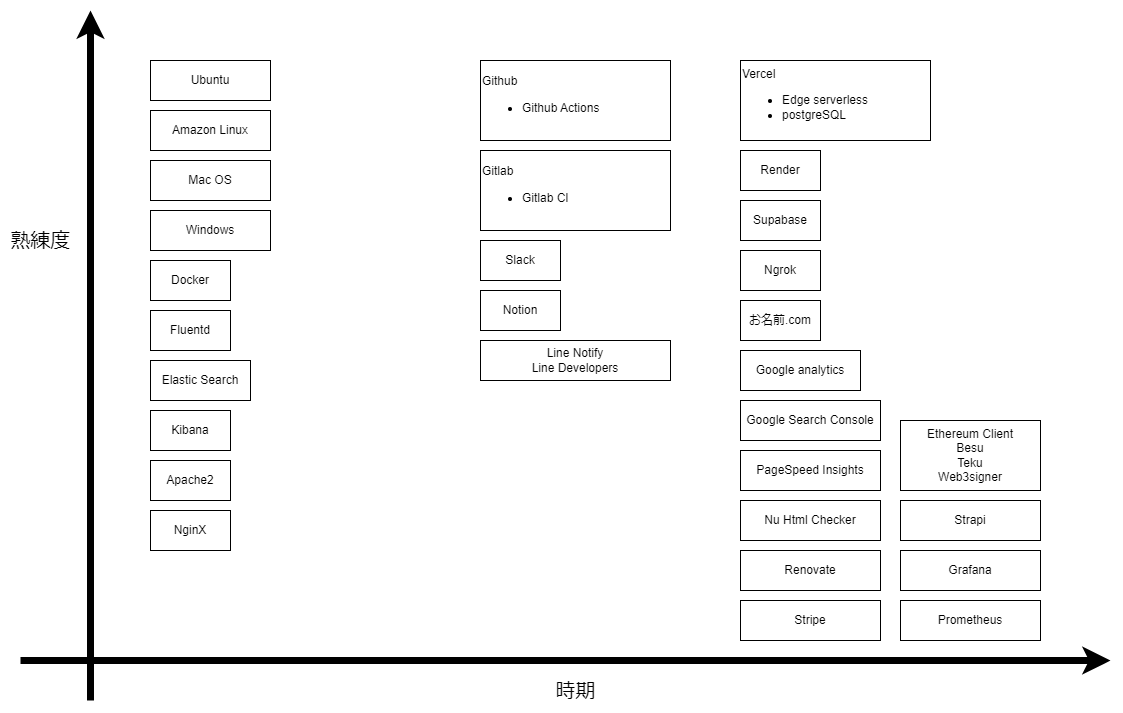 熟練度
Ubuntu
Amazon Linux
Mac OS
Windows
Docker
Fluentd
Elastic Search
Kibana
Apache2
NginX
Github
• Github Actions
Gitlab
• Gitlab CI
Slack
Notion
Line Notify
Line Developers
Vercel
• Edge serverless
• postgreSQL
Render
Supabase
Ngrok
お名前.com
Google analytics
Google Search Console
PageSpeed Insights
Nu Html Checker
Renovate
Stripe
Ethereum Client
Besu
Teku
Web3signer
Strapi
Grafana
Prometheus
時期